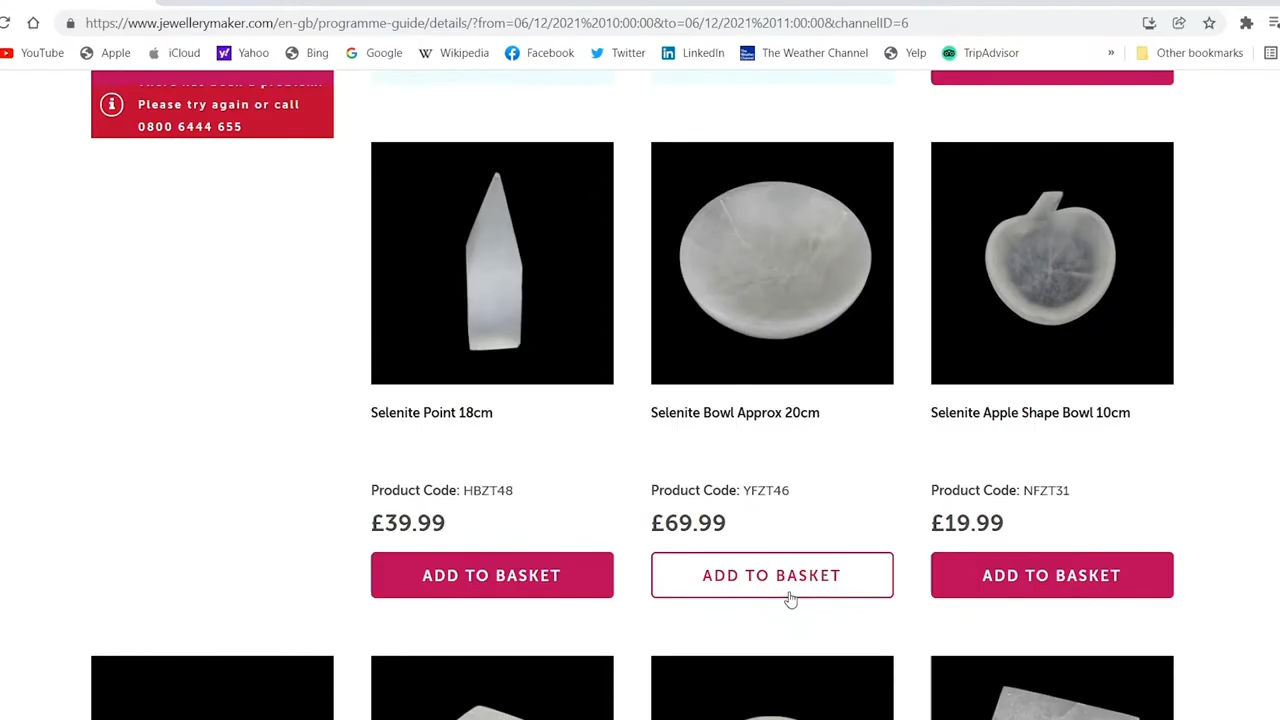 https://www.jewellerymaker.com/en-gb/programme-guide/details/?from=06/12/2021%2010:00:00&to=06/12/2021%2011:00:00&channelID=6
YouTube Apple iCloud Yahoo Bing Google Wikipedia Facebook Twitter LinkedIn The Weather Channel Yelp TripAdvisor » Other bookmarks
Please try again or call
0800 6444 655
Selenite Point 18cm
Product Code: HBZT48
£39.99
ADD TO BASKET
Selenite Bowl Approx 20cm
Product Code: YFZT46
£69.99
ADD TO BASKET
Selenite Apple Shape Bowl 10cm
Product Code: NFZT31
£19.99
ADD TO BASKET